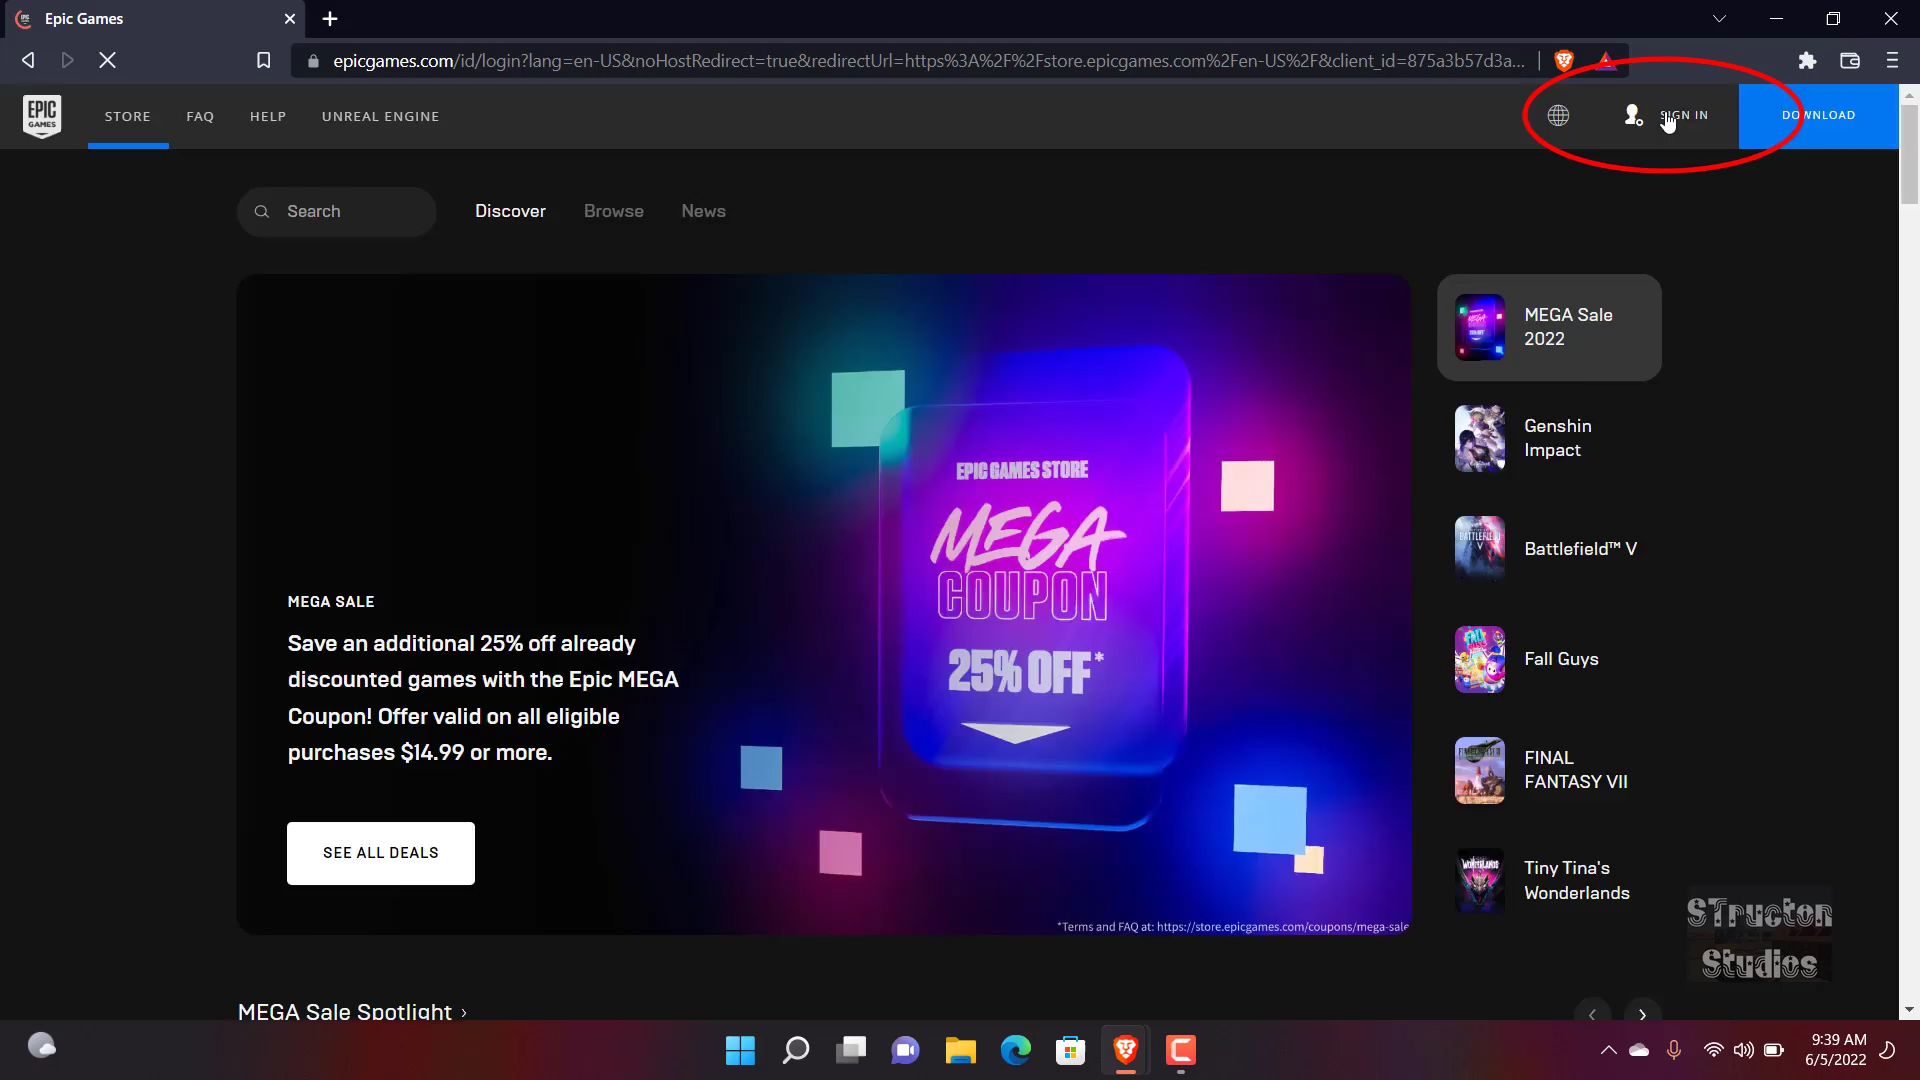 Epic Games
epicgames.com/id/login?lang=en-US&noHostRedirect=true&redirectUrl=https%3A%2F%2Fstore.epicgames.com%2Fen-US%2F&client_id=875a3b57d3a...
EPIC
GAMES
STORE
FAQ
HELP
UNREAL ENGINE
SIGN IN
DOWNLOAD
Search
Discover
Browse
News
EPIC GAMES STORE
MEGA
COUPON
25% OFF*
MEGA SALE
Save an additional 25% off already
discounted games with the Epic MEGA
Coupon! Offer valid on all eligible
purchases $14.99 or more.
SEE ALL DEALS
*Terms and FAQ at: https://store.epicgames.com/coupons/mega-sale
MEGA Sale
2022
Genshin
Impact
Battlefield™ V
Fall Guys
FINAL
FANTASY VII
Tiny Tina's
Wonderlands
STructon
Studios
MEGA Sale Spotlight
9:39 AM
6/5/2022